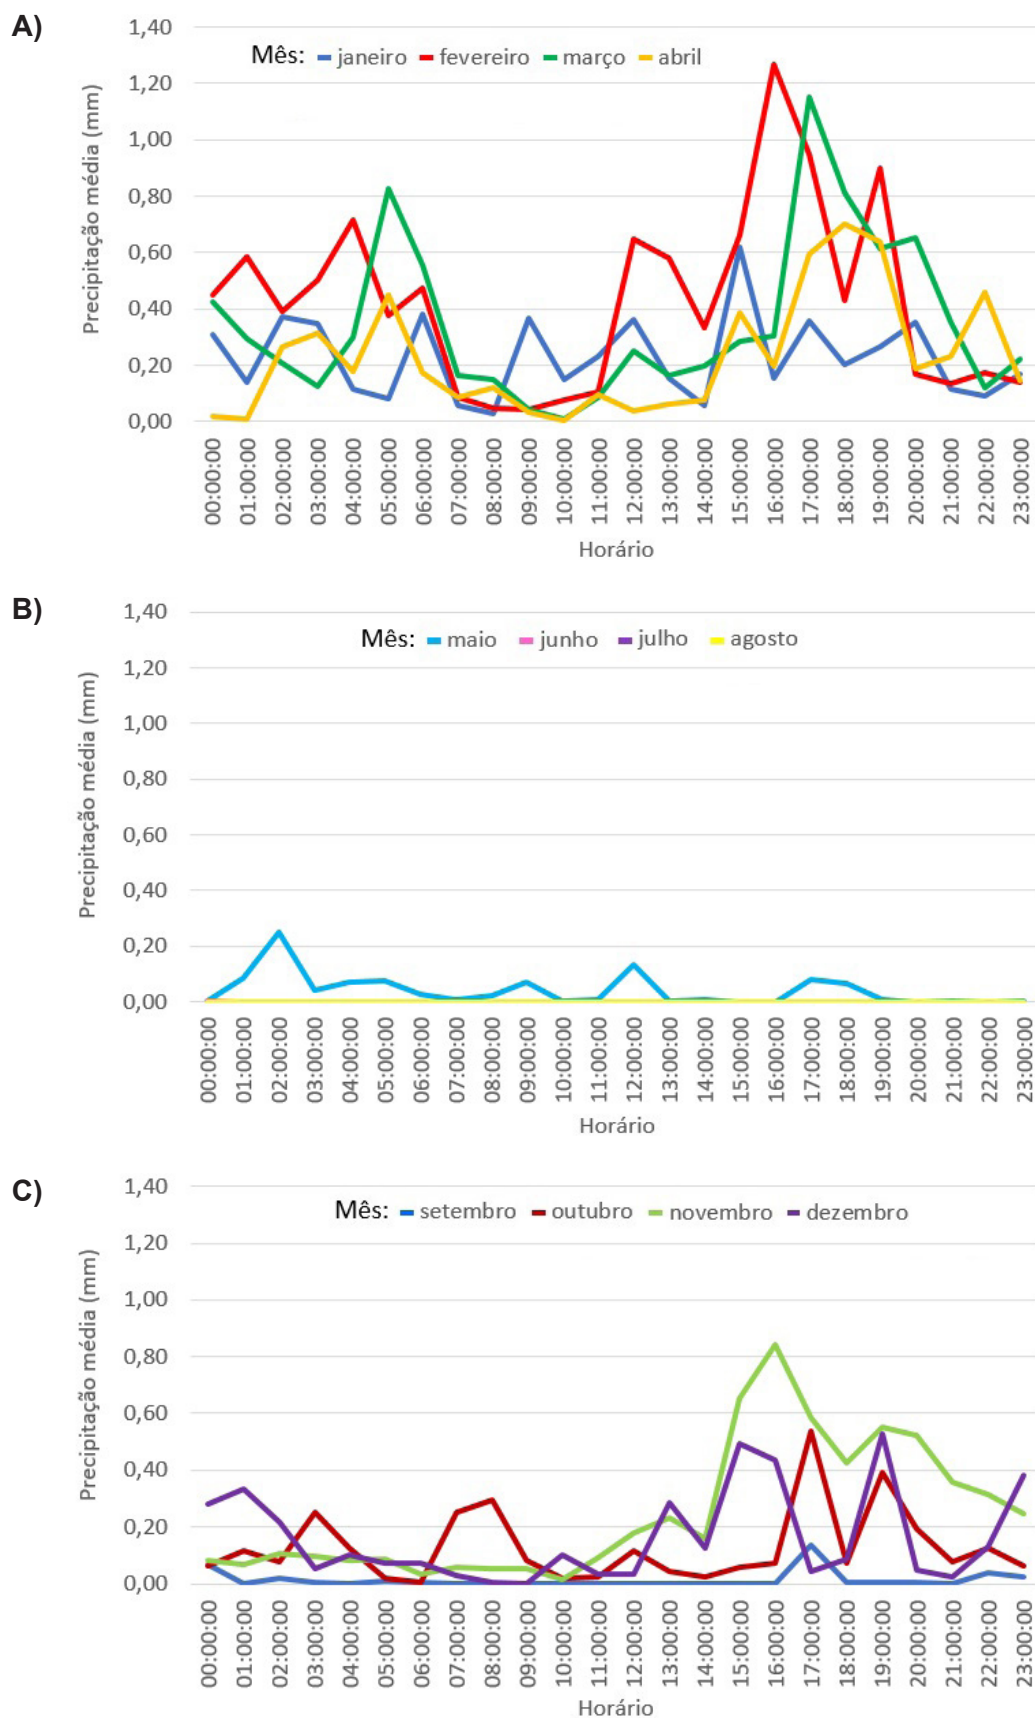 A)
1,40
Mês: janeiro fevereiro março abril
1,20
1,00
0,80
0,60
0,40
0,20
0,00
Precipitação média (mm)
00:00:00 01:00:00 02:00:00 03:00:00 04:00:00 05:00:00 06:00:00 07:00:00 08:00:00 09:00:00 10:00:00 11:00:00 12:00:00 13:00:00 14:00:00 15:00:00 16:00:00 17:00:00 18:00:00 19:00:00 20:00:00 21:00:00 22:00:00 23:00:00
Horário
B)
1,40
Mês: maio junho julho agosto
1,20
1,00
0,80
0,60
0,40
0,20
0,00
Precipitação média (mm)
00:00:00 01:00:00 02:00:00 03:00:00 04:00:00 05:00:00 06:00:00 07:00:00 08:00:00 09:00:00 10:00:00 11:00:00 12:00:00 13:00:00 14:00:00 15:00:00 16:00:00 17:00:00 18:00:00 19:00:00 20:00:00 21:00:00 22:00:00 23:00:00
Horário
C)
1,40
Mês: setembro outubro novembro dezembro
1,20
1,00
0,80
0,60
0,40
0,20
0,00
Precipitação média (mm)
00:00:00 01:00:00 02:00:00 03:00:00 04:00:00 05:00:00 06:00:00 07:00:00 08:00:00 09:00:00 10:00:00 11:00:00 12:00:00 13:00:00 14:00:00 15:00:00 16:00:00 17:00:00 18:00:00 19:00:00 20:00:00 21:00:00 22:00:00 23:00:00
Horário